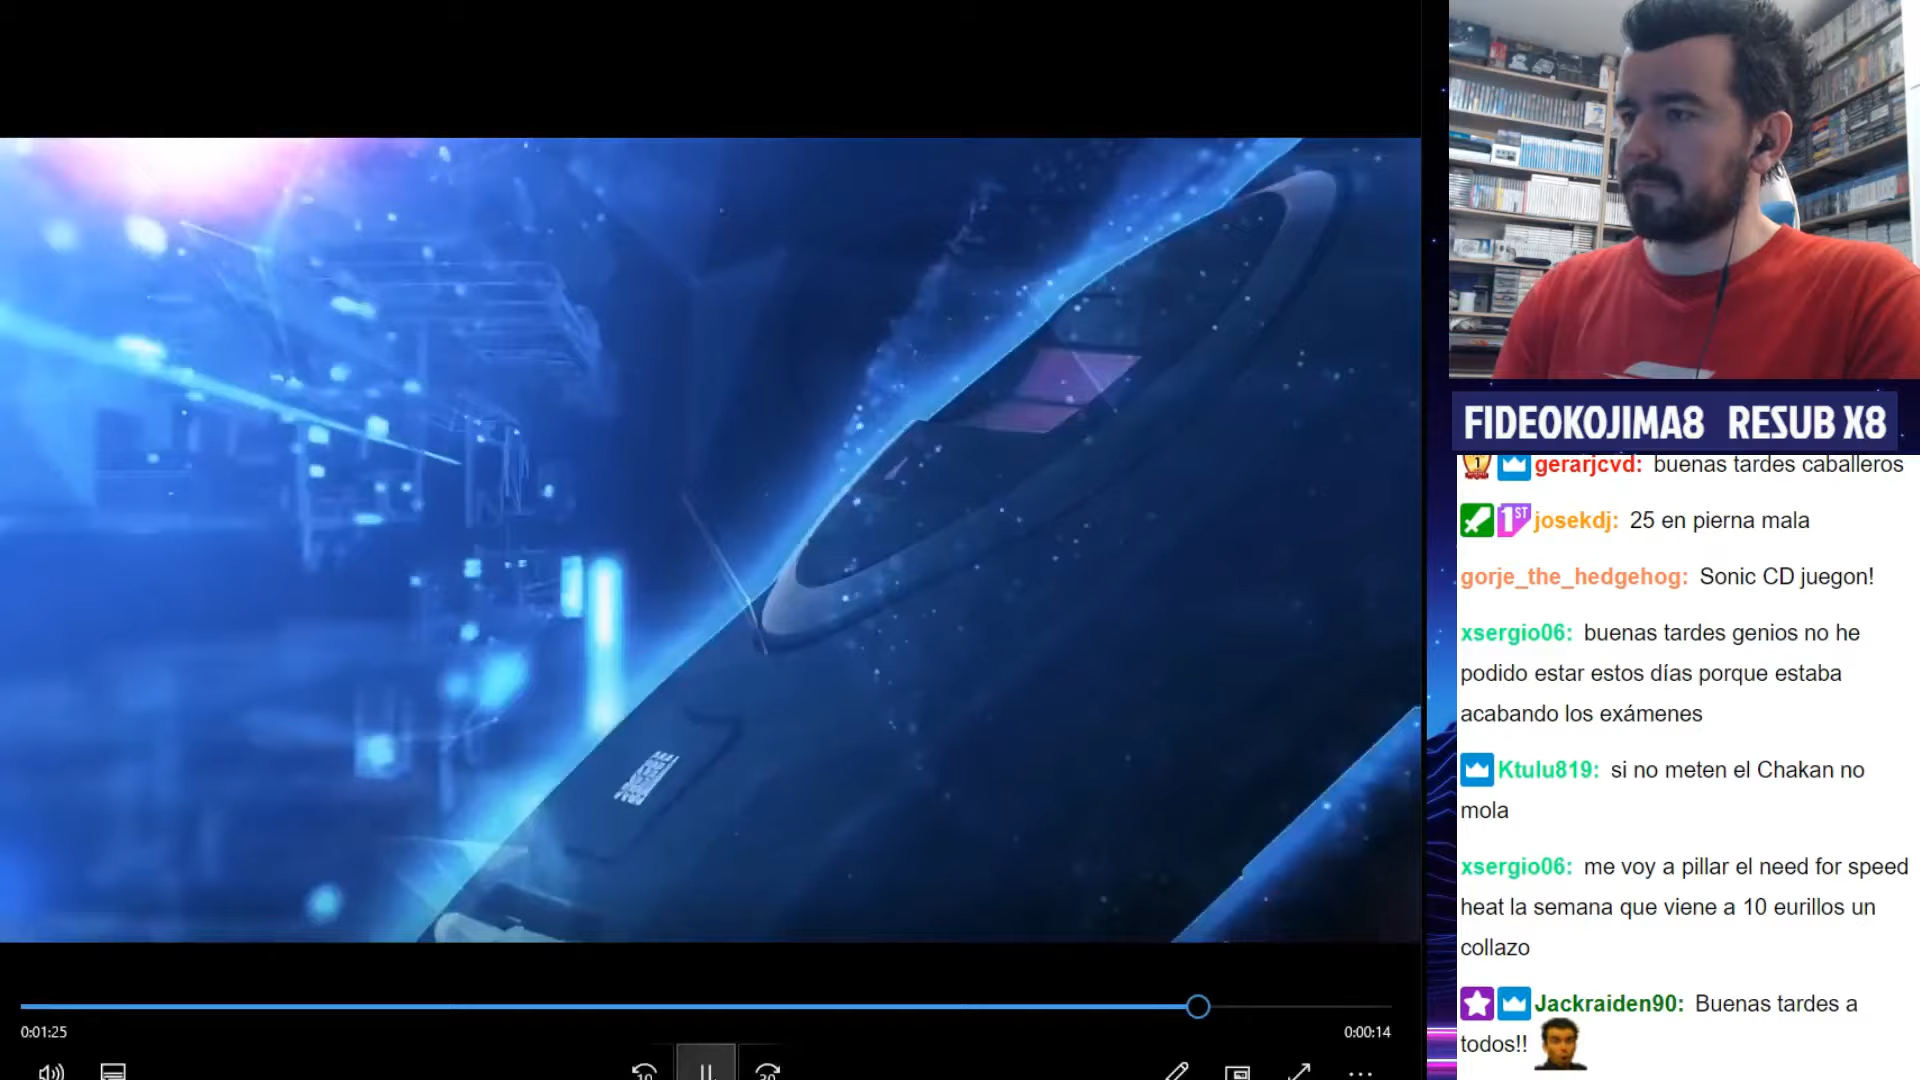 FIDEOKOJIMA8 RESUB X8
gerarjcvd: buenas tardes caballeros
1ST josekdj: 25 en pierna mala
gorje_the_hedgehog: Sonic CD juegon!
xsergio06: buenas tardes genios no he
podido estar estos días porque estaba
acabando los exámenes
Ktulu819: si no meten el Chakan no
mola
xsergio06: me voy a pillar el need for speed
heat la semana que viene a 10 eurillos un
collazo
Jackraiden90: Buenas tardes a
todos!!
0:01:25
0:00:14
10
30